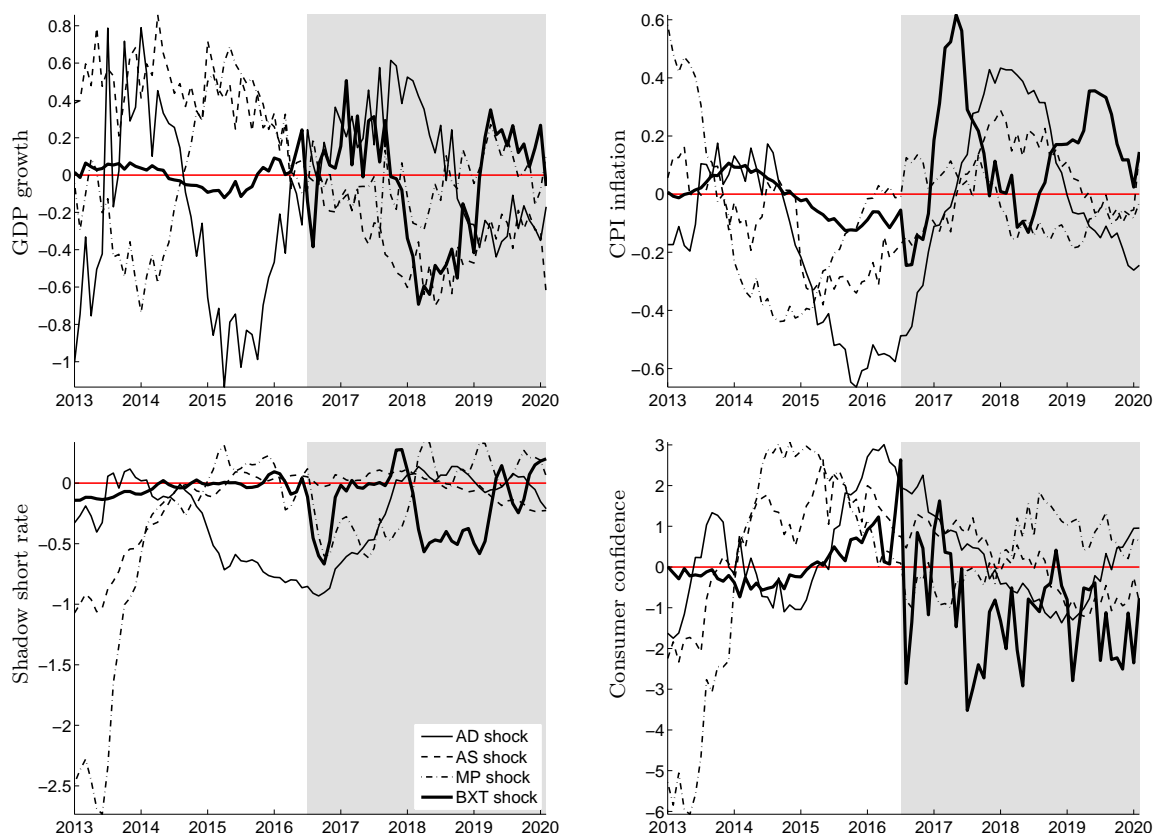 GDP growth
0.8
0.6
0.4
0.2
0
−0.2
−0.4
−0.6
−0.8
−1
2013 2014 2015 2016 2017 2018 2019 2020
CPI inflation
0.6
0.4
0.2
0
−0.2
−0.4
−0.6
2013 2014 2015 2016 2017 2018 2019 2020
Shadow short rate
0
−0.5
−1
−1.5
−2
−2.5
AD shock
AS shock
MP shock
BXT shock
2013 2014 2015 2016 2017 2018 2019 2020
Consumer confidence
3
2
1
0
−1
−2
−3
−4
−5
−6
2013 2014 2015 2016 2017 2018 2019 2020